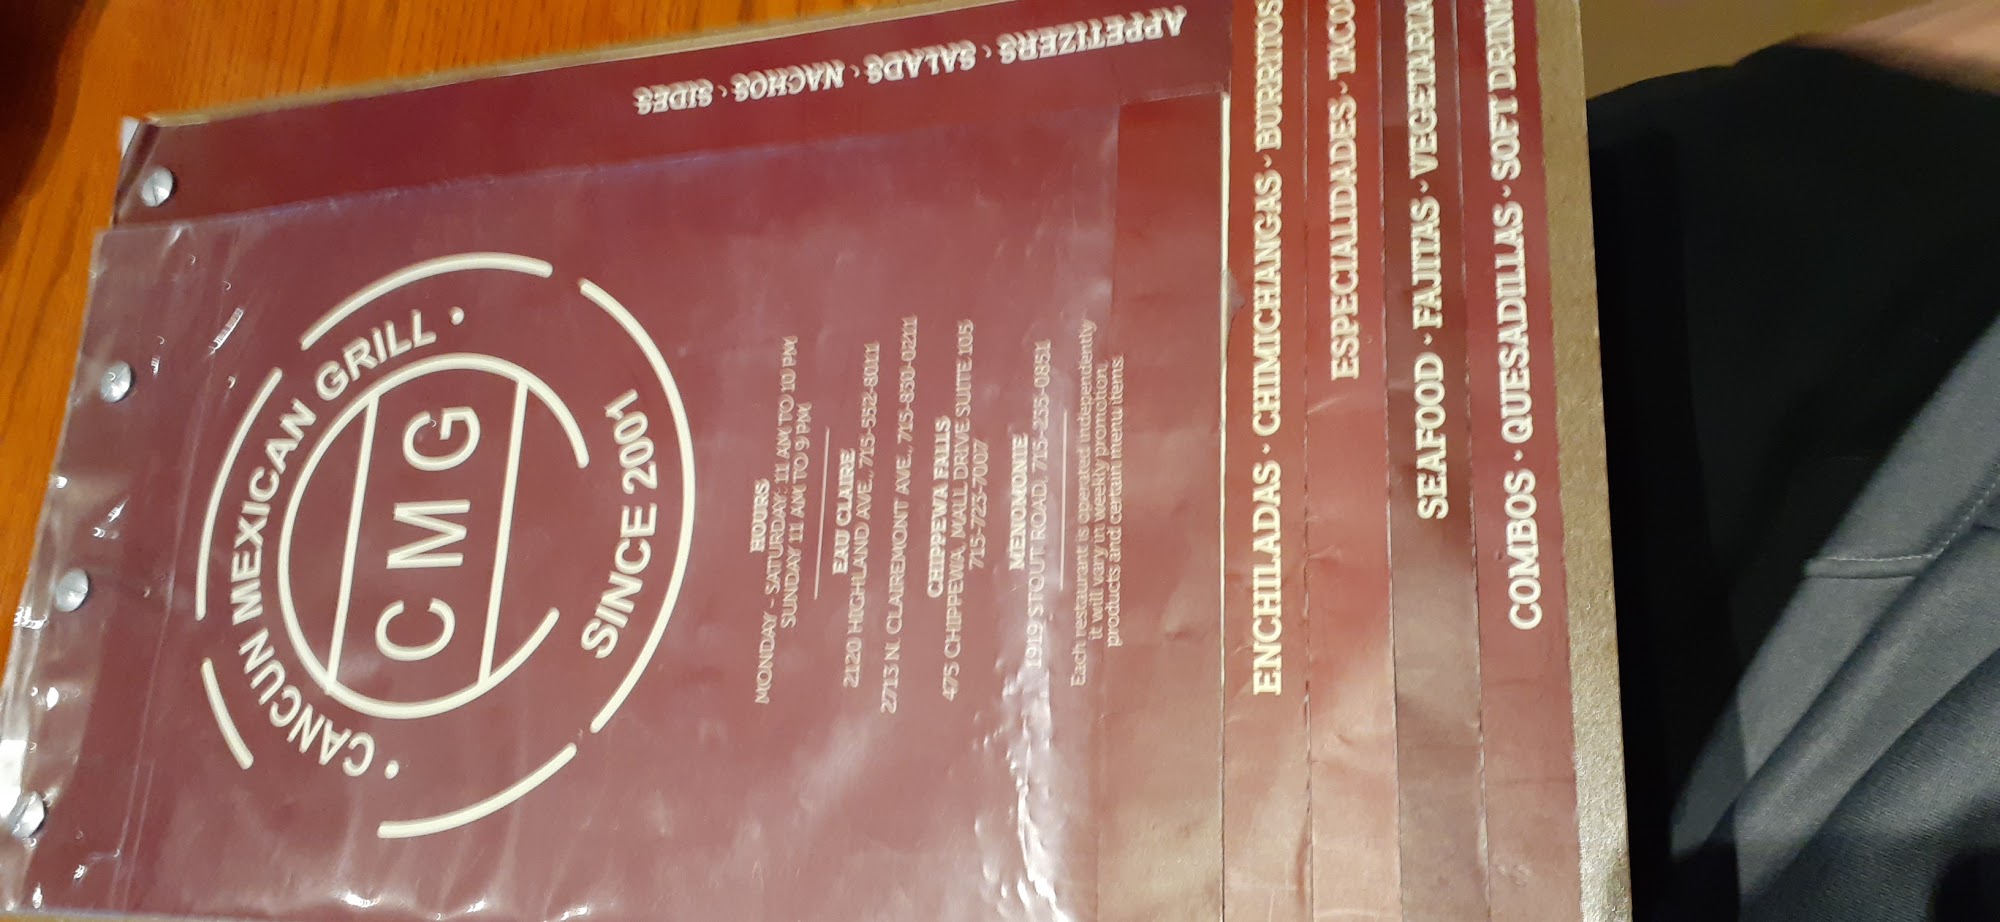 · CANCUN MEXICAN GRILL ·
CMG
SINCE 2001
HOURS
MONDAY - SATURDAY: 11 AM TO 10 PM
SUNDAY 11 AM TO 9 PM
EAU CLAIRE
2120 HIGHLAND AVE. 715-552-8011
2713 N. CLAIREMONT AVE., 715-830-0211
CHIPPEWA FALLS
475 CHIPPEWA, MALL DRIVE SUITE 105
715-723-7007
MENOMONIE
1919 STOUT ROAD, 715-235-0851
Each restaurant is operated independently
it will vary in weekly promotion,
products and certain menu items
APPETIZERS · SALADS · NACHOS · SIDES
ENCHILADAS · CHIMICHANGAS · BURRITOS
ESPECIALIDADES · TACO
SEAFOOD · FAJITAS · VEGETARIA
COMBOS · QUESADILLAS · SOFT DRIN